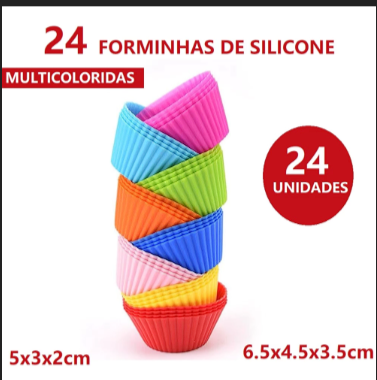 24 FORMINHAS DE SILICONE
MULTICOLORIDAS
24
UNIDADES
5x3x2cm
6.5x4.5x3.5cm